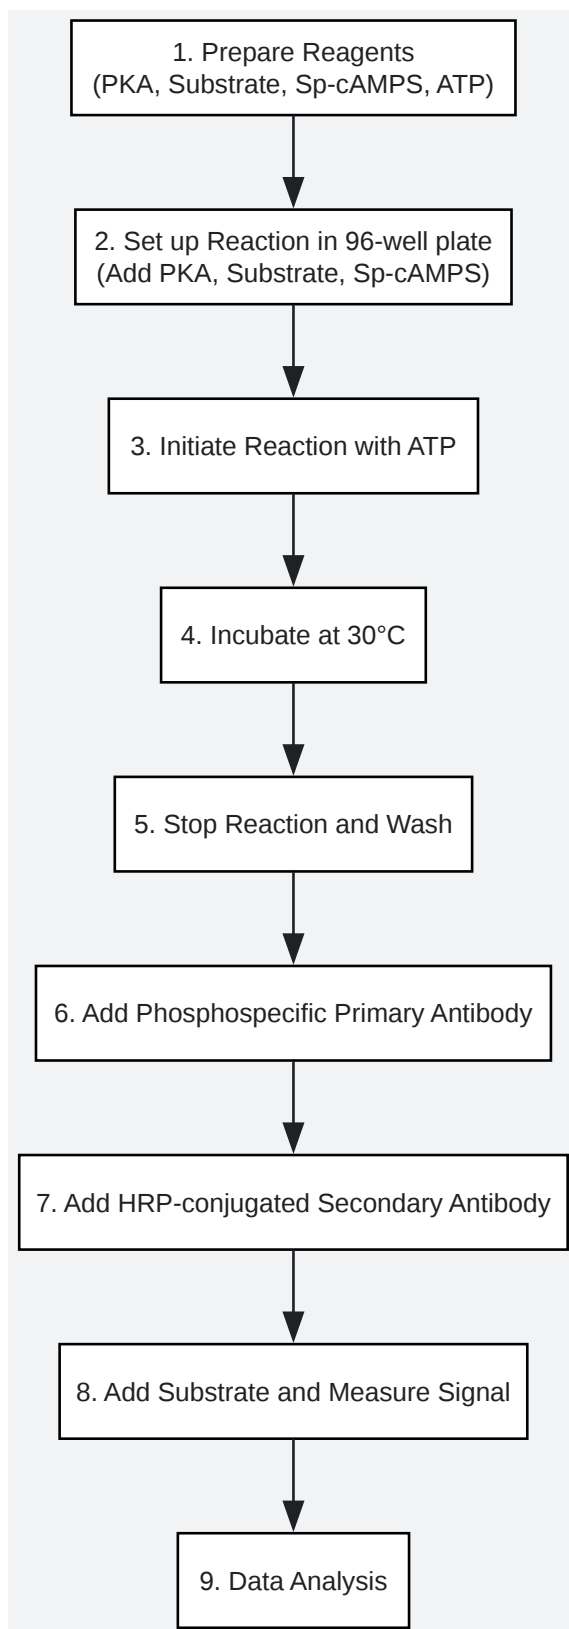 1. Prepare Reagents
(PKA, Substrate, Sp-cAMPS, ATP)
2. Set up Reaction in 96-well plate
(Add PKA, Substrate, Sp-cAMPS)
3. Initiate Reaction with ATP
4. Incubate at 30°C
5. Stop Reaction and Wash
6. Add Phosphospecific Primary Antibody
7. Add HRP-conjugated Secondary Antibody
8. Add Substrate and Measure Signal
9. Data Analysis